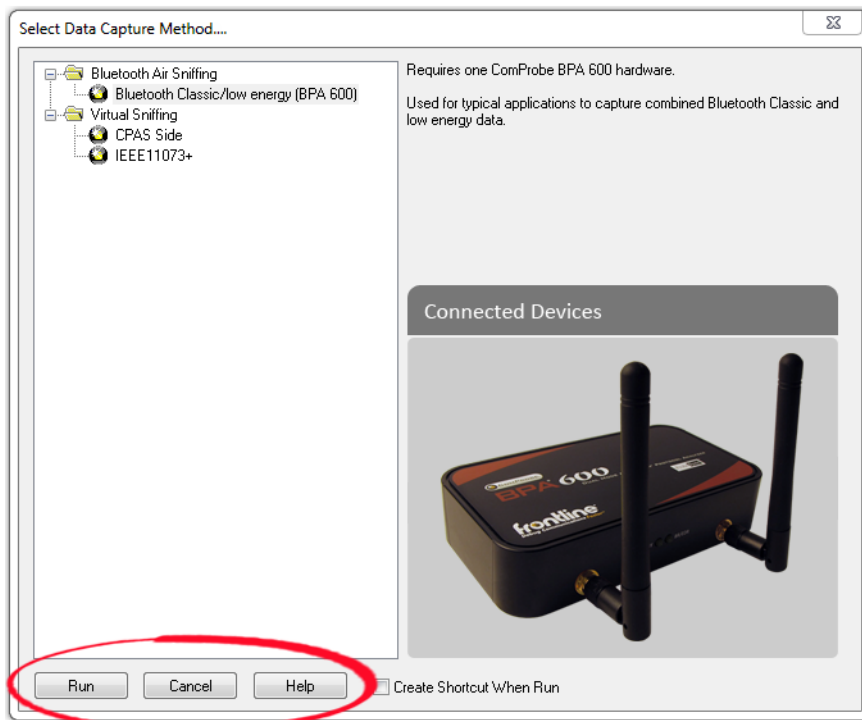 Select Data Capture Method....
Bluetooth Air Sniffing
Bluetooth Classic/low energy (BPA 600)
Virtual Sniffing
CPAS Side
IEEE11073+
Requires one ComProbe BPA 600 hardware.
Used for typical applications to capture combined Bluetooth Classic and
low energy data.
Connected Devices
BPA 600
frontline
Run
Cancel
Help
Create Shortcut When Run